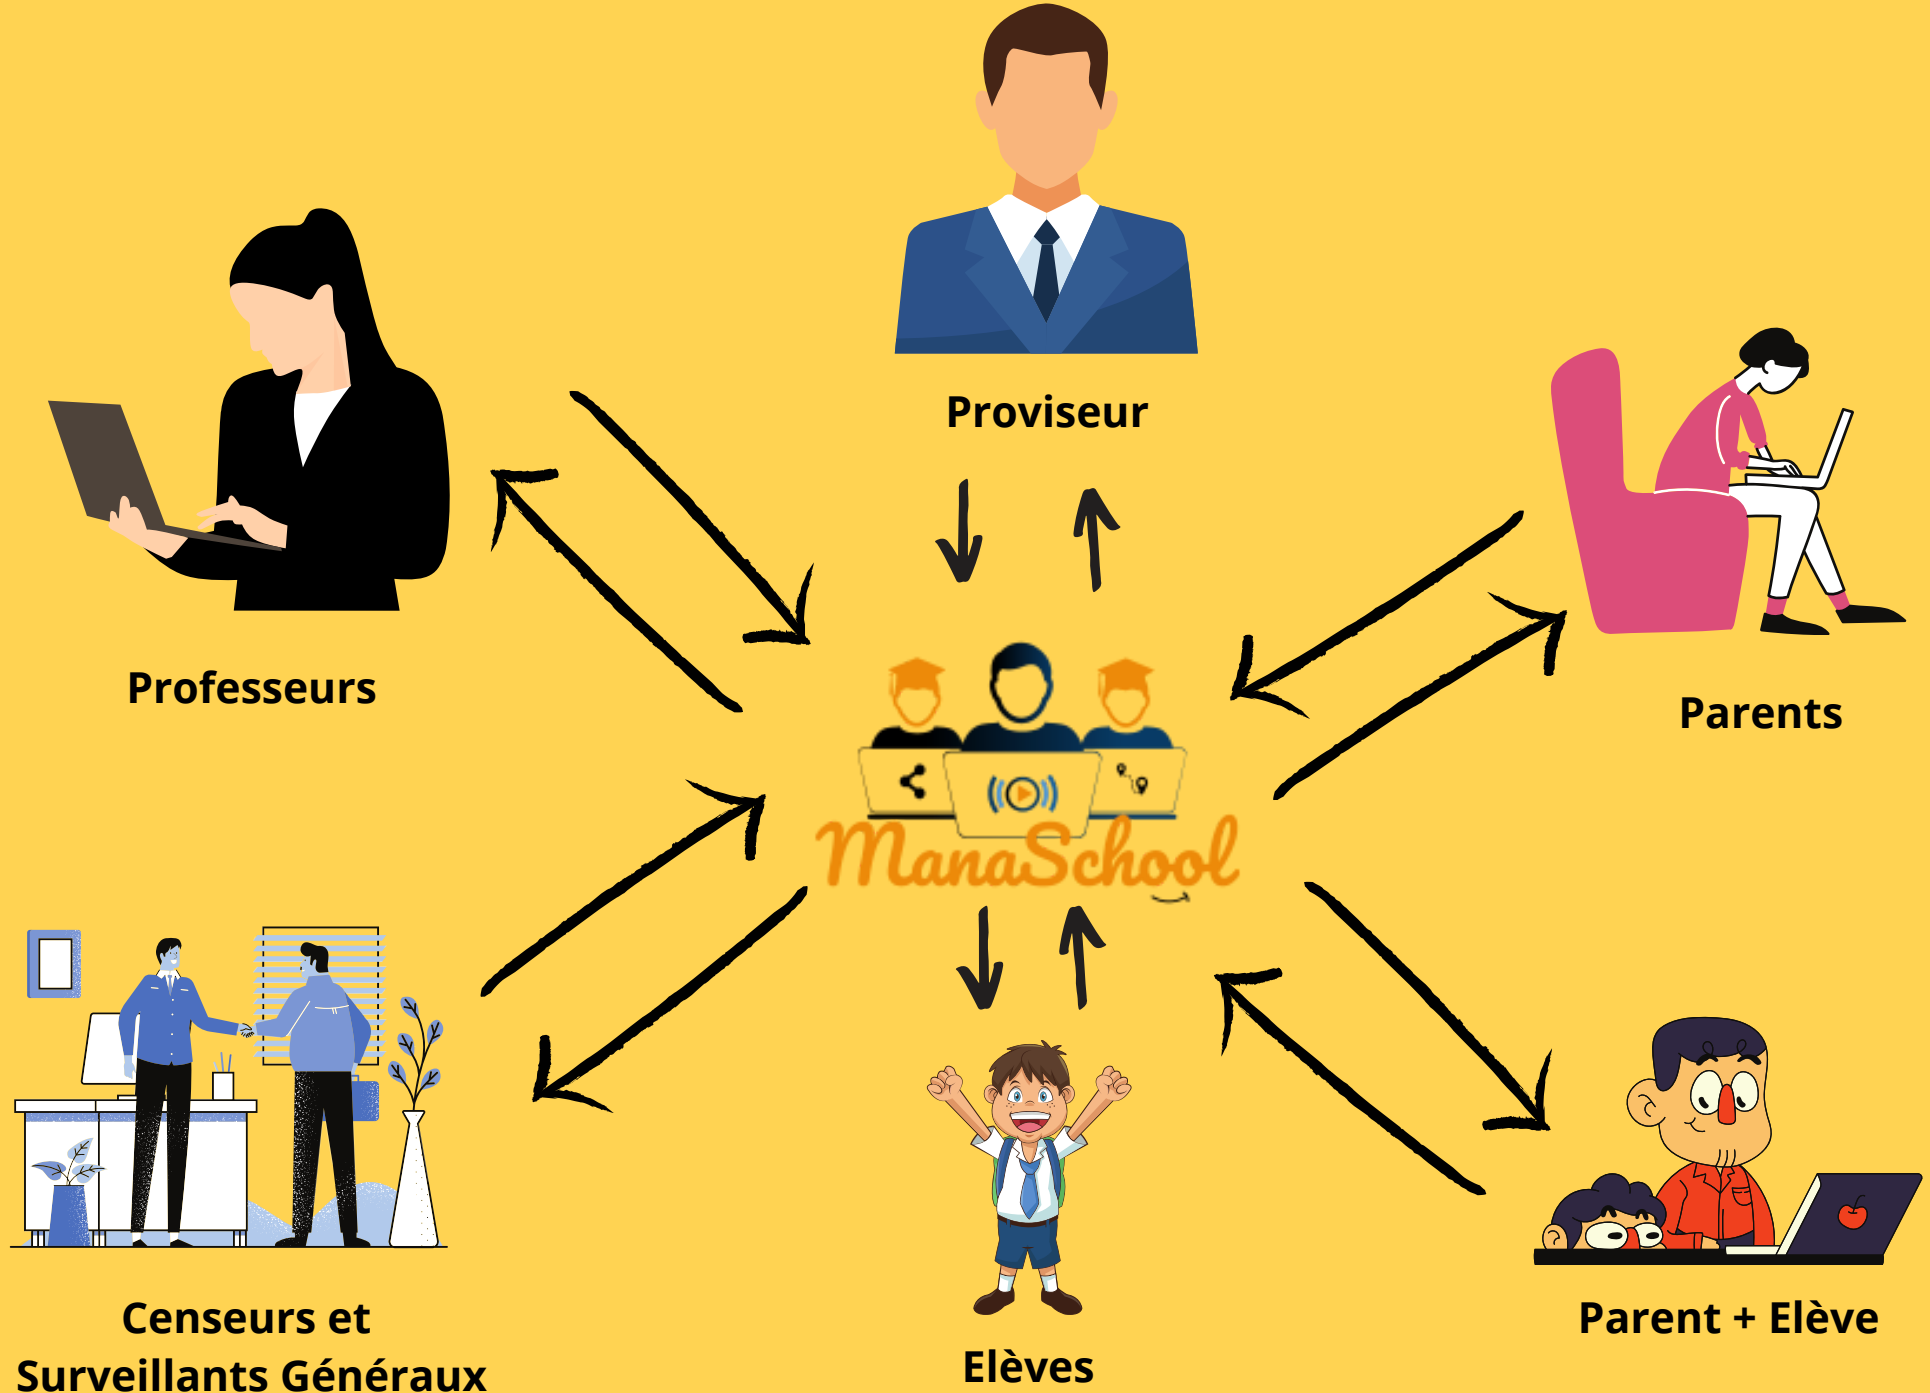 Proviseur
Professeurs
Parents
ManaSchool
Censeurs et
Surveillants Généraux
Elèves
Parent + Elève